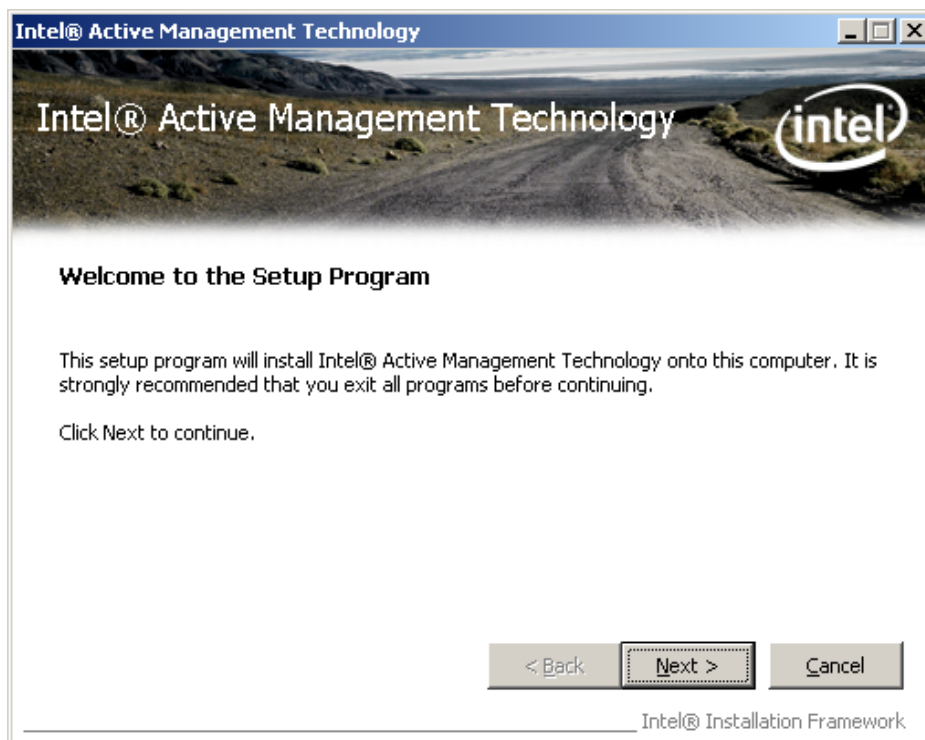 Intel® Active Management Technology
Intel® Active Management Technology
intel
Welcome to the Setup Program
This setup program will install Intel® Active Management Technology onto this computer. It is
strongly recommended that you exit all programs before continuing.
Click Next to continue.
< Back
Next >
Cancel
Intel® Installation Framework